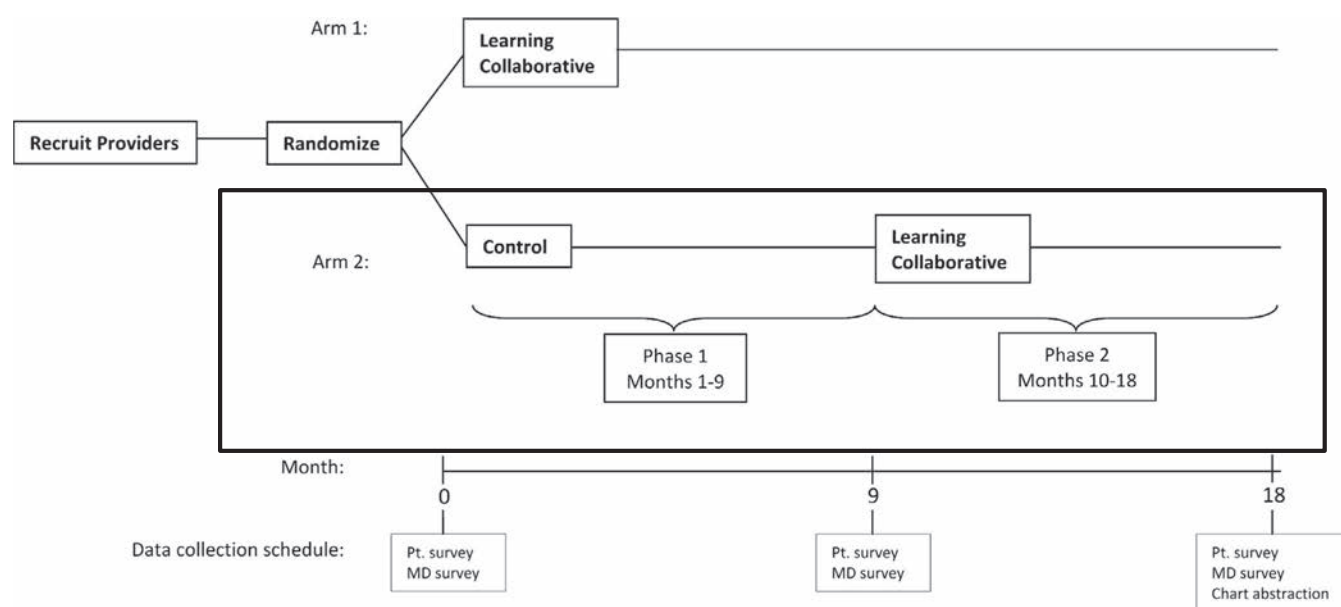 Arm 1:
Learning
Collaborative
Recruit Providers
Randomize
Control
Learning
Collaborative
Arm 2:
Phase 1
Months 1-9
Phase 2
Months 10-18
Month:
0
9
18
Data collection schedule:
Pt. survey
MD survey
Pt. survey
MD survey
Pt. survey
MD survey
Chart abstraction